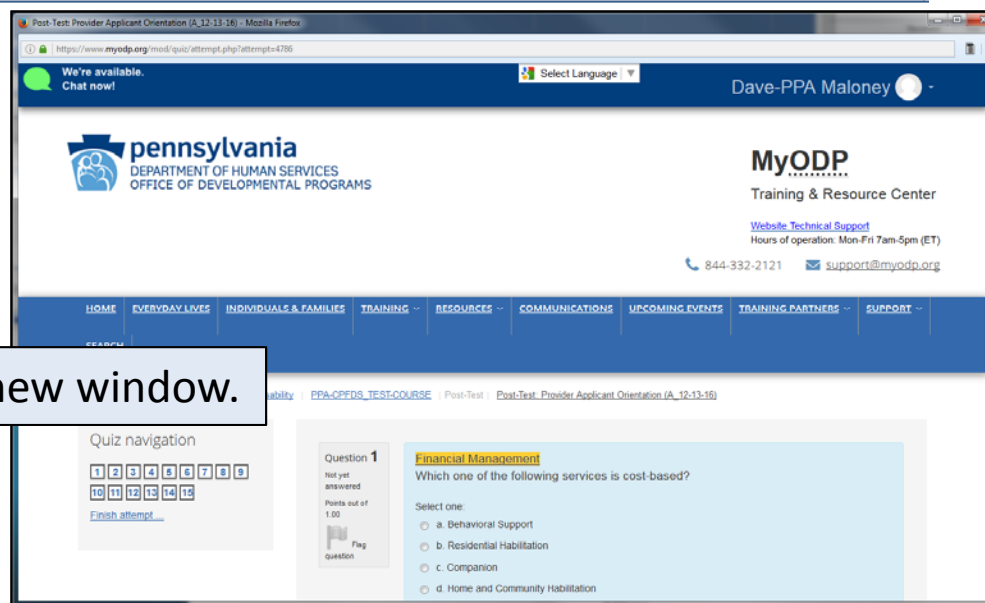 Post-Test: Provider Applicant Orientation (A_12-13-16) - Mozilla Firefox
https://www.myodp.org/mod/quiz/attempt.php?attempt=4786
We're available.
Chat now!
Select Language
Dave-PPA Maloney
pennsylvania
DEPARTMENT OF HUMAN SERVICES
OFFICE OF DEVELOPMENTAL PROGRAMS
MyODP
Training & Resource Center
Website Technical Support
Hours of operation: Mon-Fri 7am-5pm (ET)
844-332-2121 support@myodp.org
HOME EVERYDAY LIVES INDIVIDUALS & FAMILIES TRAINING RESOURCES COMMUNICATIONS UPCOMING EVENTS TRAINING PARTNERS SUPPORT
SEARCH
new window.
PPA-CPFDS_TEST-COURSE | Post-Test | Post-Test: Provider Applicant Orientation (A_12-13-16)
Quiz navigation
1 2 3 4 5 6 7 8 9
10 11 12 13 14 15
Finish attempt ...
Question 1
Not yet
answered
Points out of
1.00
Flag
question
Financial Management
Which one of the following services is cost-based?
Select one:
a. Behavioral Support
b. Residential Habilitation
c. Companion
d. Home and Community Habilitation